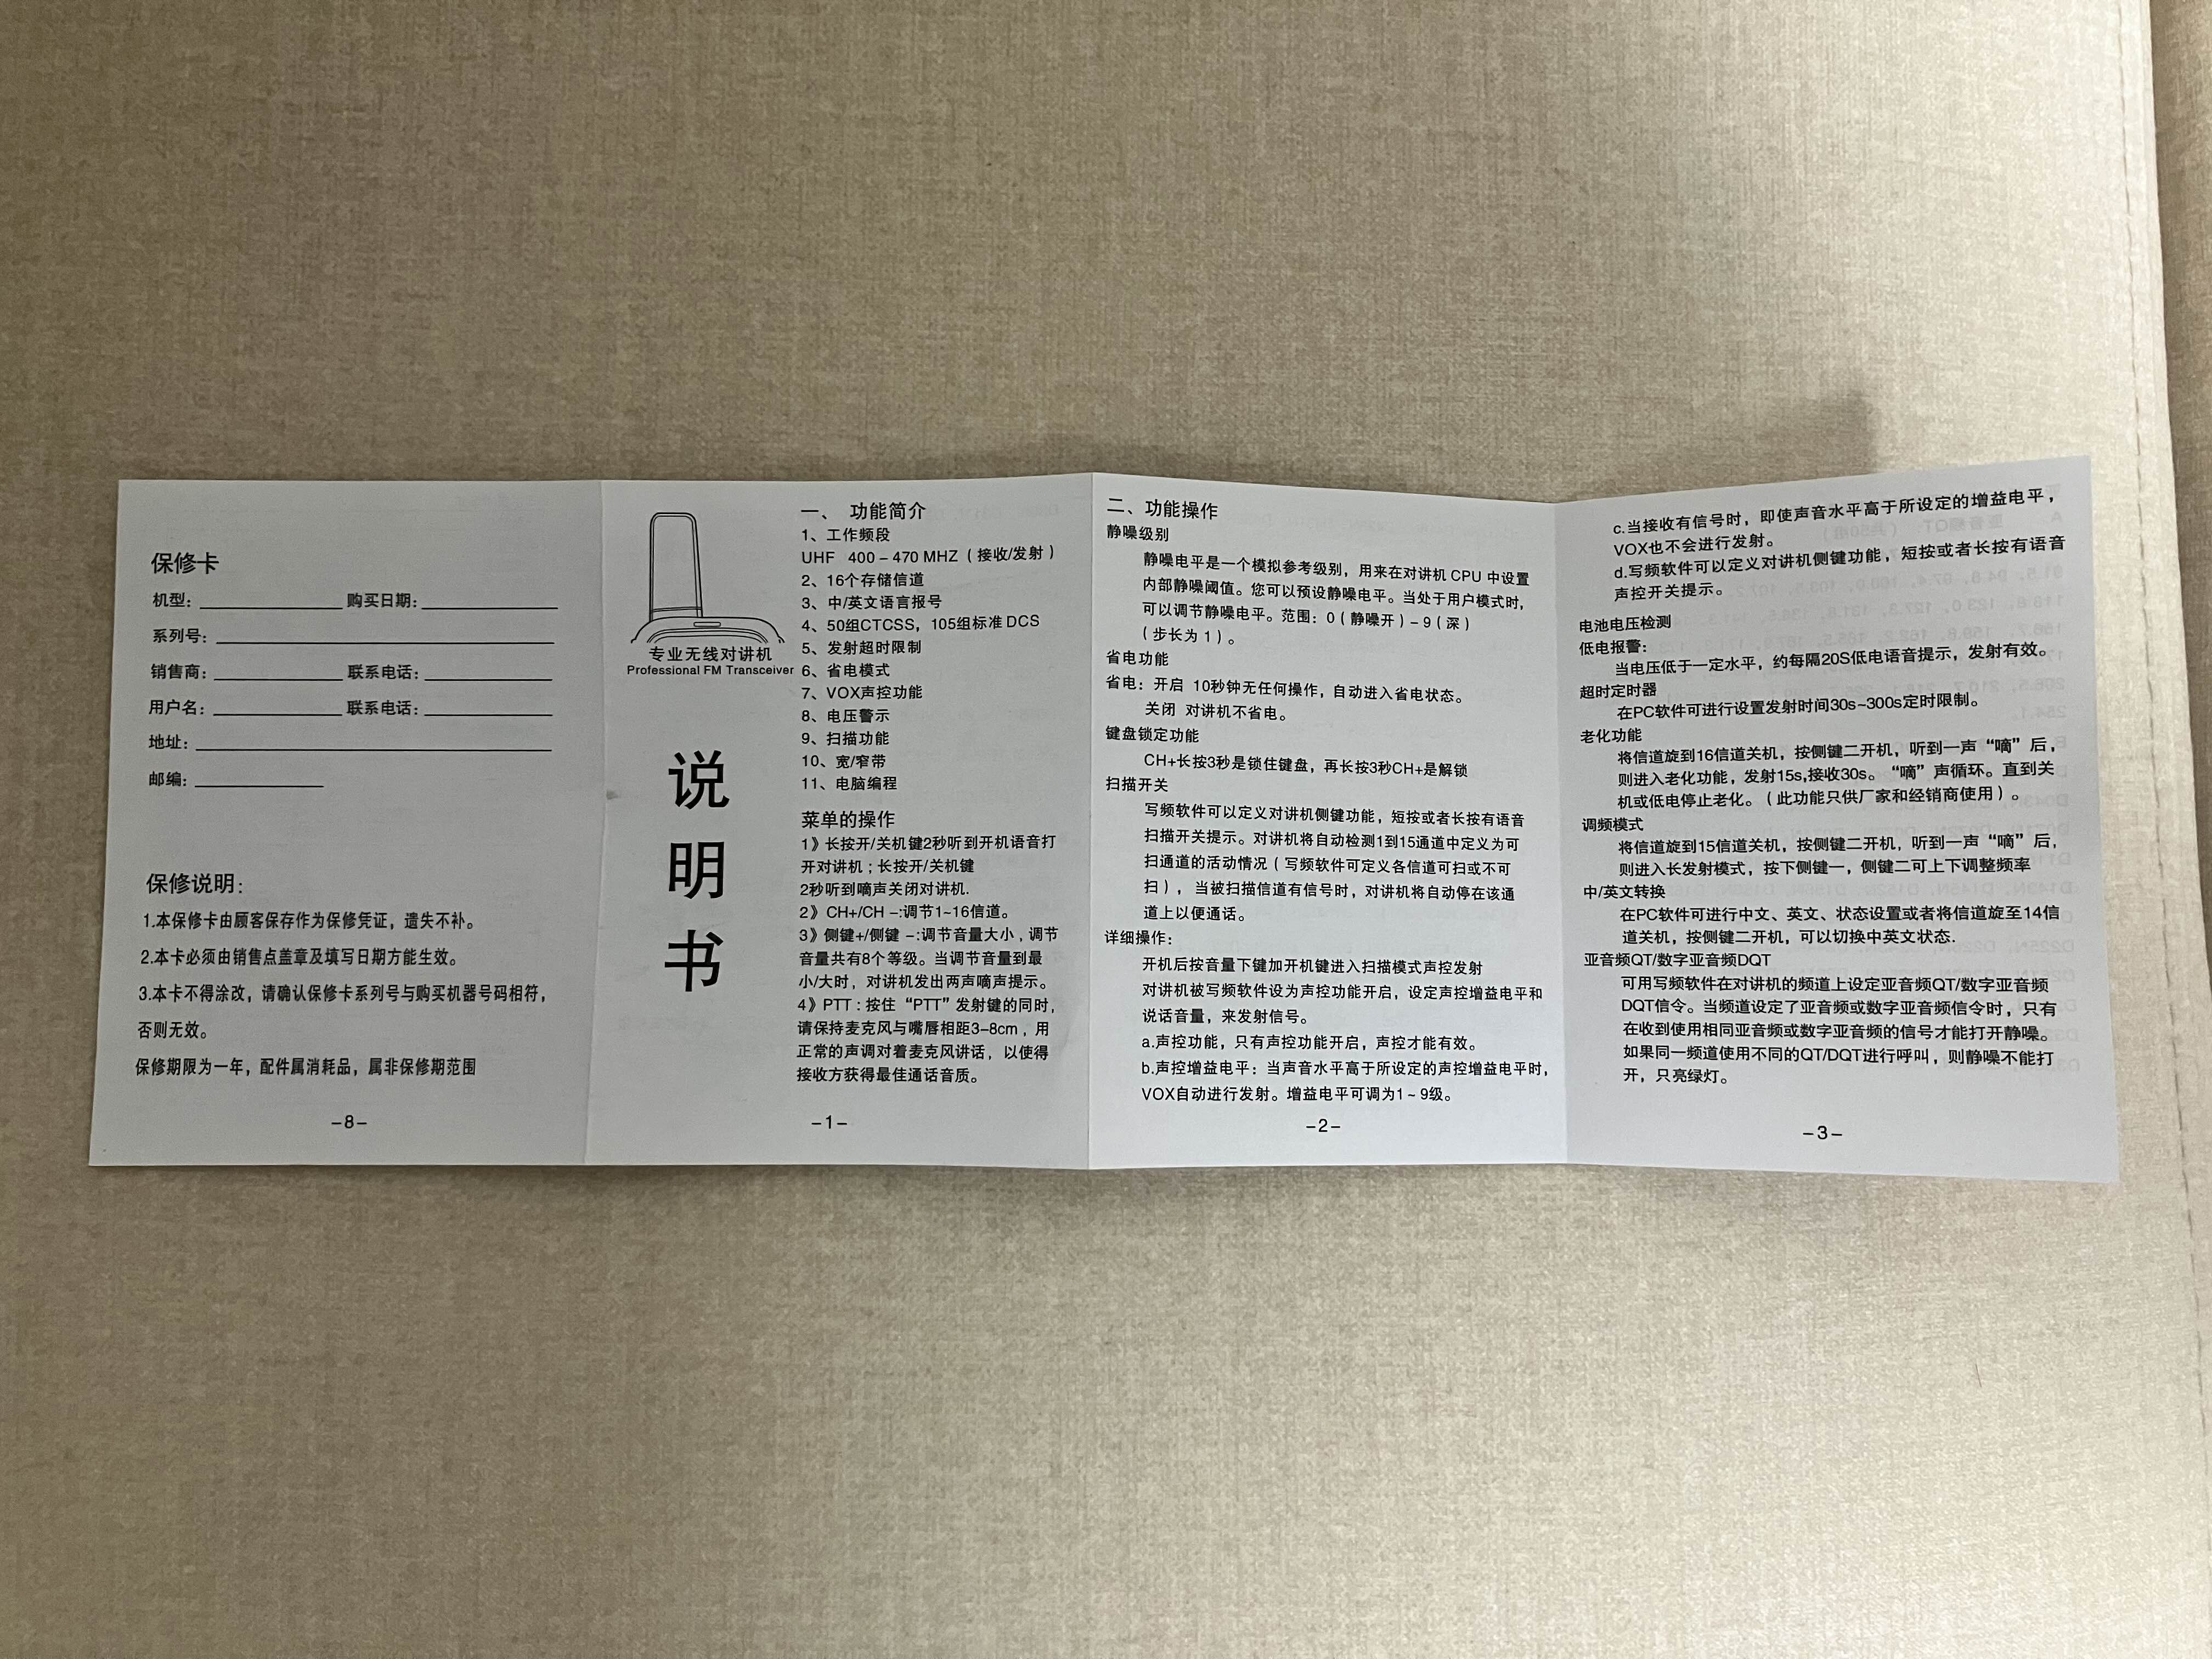 保修卡
机型: 购买日期:
系列号:
销售商: 联系电话:
用户名: 联系电话:
地址:
邮编:
保修说明:
1.本保修卡由顾客保存作为保修凭证，遗失不补。
2.本卡必须由销售点盖章及填写日期方能生效。
3.本卡不得涂改，请确认保修卡系列号与购买机器号码相符，
否则无效。
保修期限为一年，配件属消耗品，属非保修期范围
–8–
专业无线对讲机
Professional FM Transceiver
说
明
书
一、 功能简介
1、工作频段
UHF 400－470 MHZ（接收/发射）
2、16个存储信道
3、中/英文语言报号
4、50组CTCSS，105组标准DCS
5、发射超时限制
6、省电模式
7、VOX声控功能
8、电压警示
9、扫描功能
10、宽/窄带
11、电脑编程
菜单的操作
1》长按开/关机键2秒听到开机语音打
开对讲机；长按开/关机键
2秒听到嘀声关闭对讲机.
2》CH+/CH –:调节1~16信道。
3》侧键+/侧键 –:调节音量大小，调节
音量共有8个等级。当调节音量到最
小/大时，对讲机发出两声嘀声提示。
4》PTT：按住“PTT”发射键的同时，
请保持麦克风与嘴唇相距3–8cm，用
正常的声调对着麦克风讲话，以使得
接收方获得最佳通话音质。
–1–
二、功能操作
静噪级别
静噪电平是一个模拟参考级别，用来在对讲机 CPU 中设置
内部静噪阈值。您可以预设静噪电平。当处于用户模式时，
可以调节静噪电平。范围：0（静噪开）– 9（深）
（步长为 1）。
省电功能
省电：开启 10秒钟无任何操作，自动进入省电状态。
关闭 对讲机不省电。
键盘锁定功能
CH+长按3秒是锁住键盘，再长按3秒CH+是解锁
扫描开关
写频软件可以定义对讲机侧键功能，短按或者长按有语音
扫描开关提示。对讲机将自动检测1到15通道中定义为可
扫通道的活动情况（写频软件可定义各信道可扫或不可
扫），当被扫描信道有信号时，对讲机将自动停在该通
道上以便通话。
详细操作：
开机后按音量下键加开机键进入扫描模式声控发射
对讲机被写频软件设为声控功能开启，设定声控增益电平和
说话音量，来发射信号。
a.声控功能，只有声控功能开启，声控才能有效。
b.声控增益电平：当声音水平高于所设定的声控增益电平时，
VOX自动进行发射。增益电平可调为1～9级。
–2–
c.当接收有信号时，即使声音水平高于所设定的增益电平，
VOX也不会进行发射。
d.写频软件可以定义对讲机侧键功能，短按或者长按有语音
声控开关提示。
电池电压检测
低电报警：
当电压低于一定水平，约每隔20S低电语音提示，发射有效。
超时定时器
在PC软件可进行设置发射时间30s~300s定时限制。
老化功能
将信道旋到16信道关机，按侧键二开机，听到一声“嘀”后，
则进入老化功能，发射15s,接收30s。“嘀”声循环。直到关
机或低电停止老化。（此功能只供厂家和经销商使用）。
调频模式
将信道旋到15信道关机，按侧键二开机，听到一声“嘀”后，
则进入长发射模式，按下侧键一，侧键二可上下调整频率
中/英文转换
在PC软件可进行中文、英文、状态设置或者将信道旋至14信
道关机，按侧键二开机，可以切换中英文状态.
亚音频QT/数字亚音频DQT
可用写频软件在对讲机的频道上设定亚音频QT/数字亚音频
DQT信令。当频道设定了亚音频或数字亚音频信令时，只有
在收到使用相同亚音频或数字亚音频的信号才能打开静噪。
如果同一频道使用不同的QT/DQT进行呼叫，则静噪不能打
开，只亮绿灯。
–3–